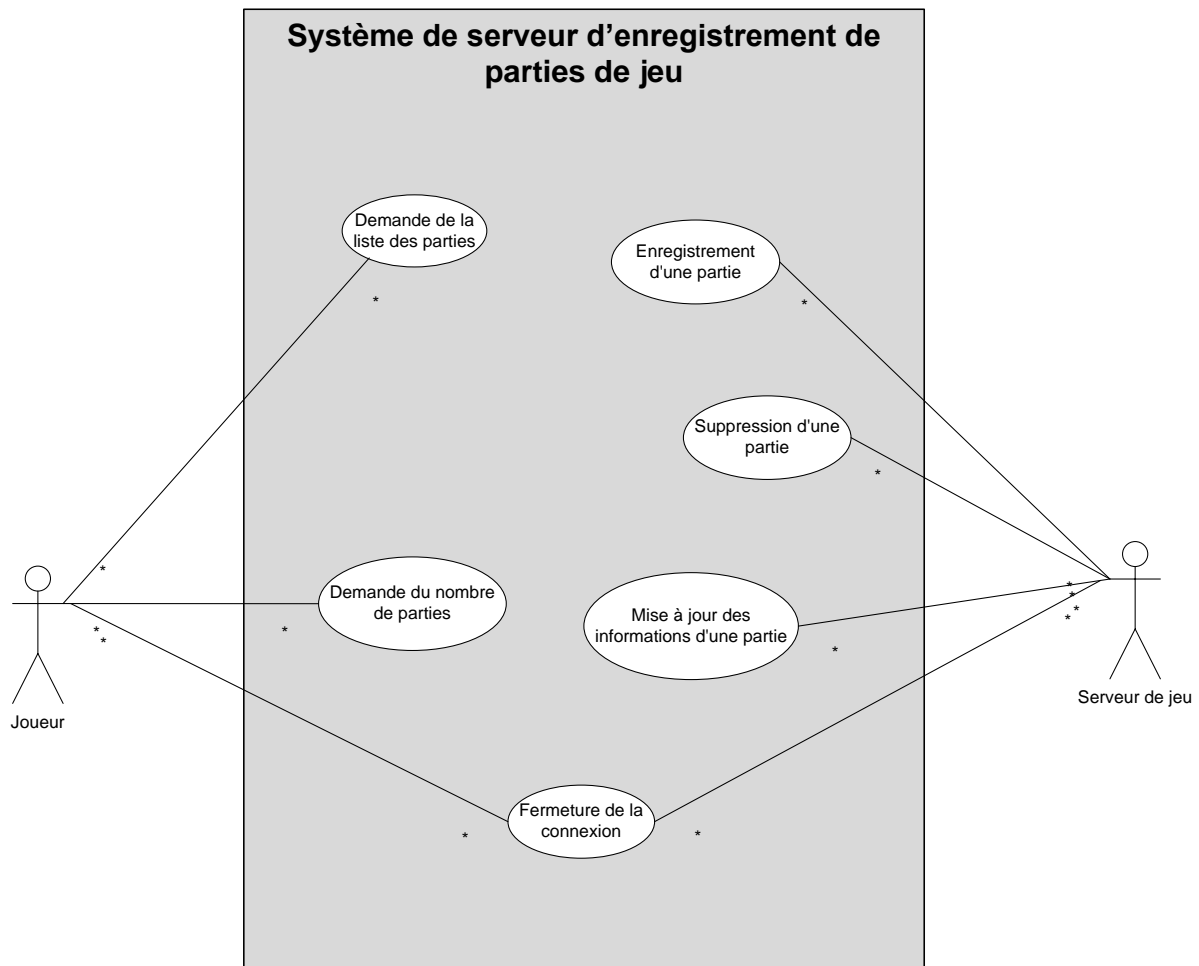 Système de serveur d’enregistrement de
parties de jeu
Demande de la
liste des parties
*
*
Enregistrement
d'une partie
*
Suppression d'une
partie
*
Demande du nombre
de parties
*
*
*
Mise à jour des
informations d'une partie
*
*
*
*
*
Joueur
Serveur de jeu
Fermeture de la
connexion
*
*